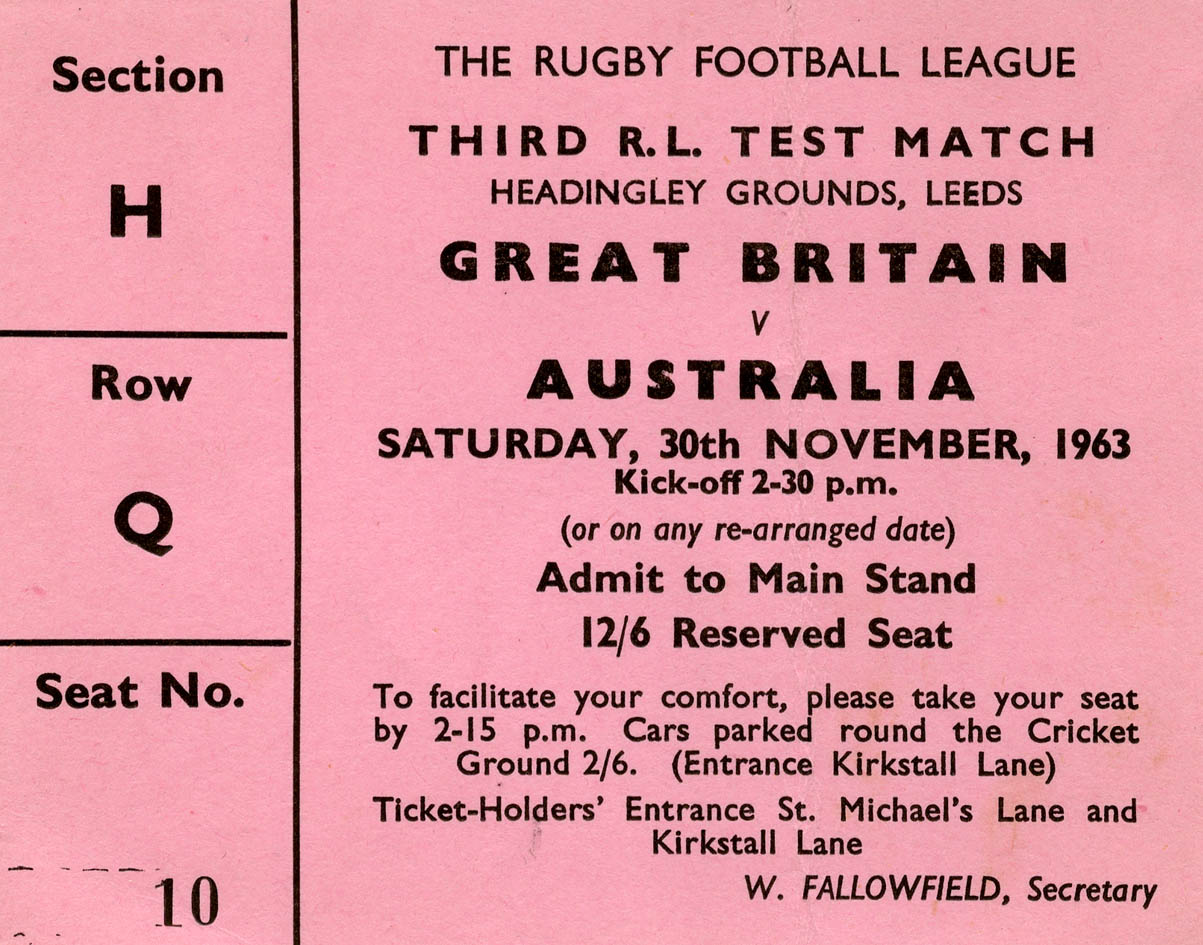 Section
H
Row
Q
Seat No.
10
THE RUGBY FOOTBALL LEAGUE
THIRD R.L. TEST MATCH
HEADINGLEY GROUNDS, LEEDS
GREAT BRITAIN
v
AUSTRALIA
SATURDAY, 30th NOVEMBER, 1963
Kick-off 2-30 p.m.
(or on any re-arranged date)
Admit to Main Stand
12/6 Reserved Seat
To facilitate your comfort, please take your seat
by 2-15 p.m. Cars parked round the Cricket
Ground 2/6. (Entrance Kirkstall Lane)
Ticket-Holders' Entrance St. Michael's Lane and
Kirkstall Lane
W. FALLOWFIELD, Secretary